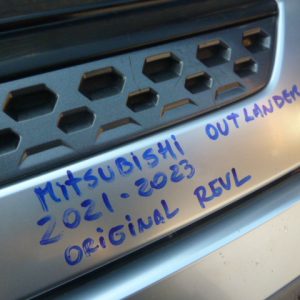 MiTSUBiSHi OUTLANDER
2021-2023
ORiGiNAL REVL